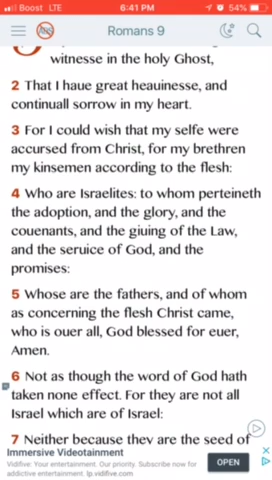 Boost LTE 6:41 PM 54%
Romans 9
witnesse in the holy Ghost,
2 That I haue great heauinesse, and
continuall sorrow in my heart.
3 For I could wish that my selfe were
accursed from Christ, for my brethren
my kinsemen according to the flesh:
4 Who are Israelites: to whom perteineth
the adoption, and the glory, and the
couenants, and the giuing of the Law,
and the seruice of God, and the
promises:
5 Whose are the fathers, and of whom
as concerning the flesh Christ came,
who is ouer all, God blessed for euer,
Amen.
6 Not as though the word of God hath
taken none effect. For they are not all
Israel which are of Israel:
7 Neither because they are the seed of
Immersive Videotainment
Vidifive: Your entertainment. Our priority. Subscribe now for
addictive entertainment. lp.vidifive.com
OPEN